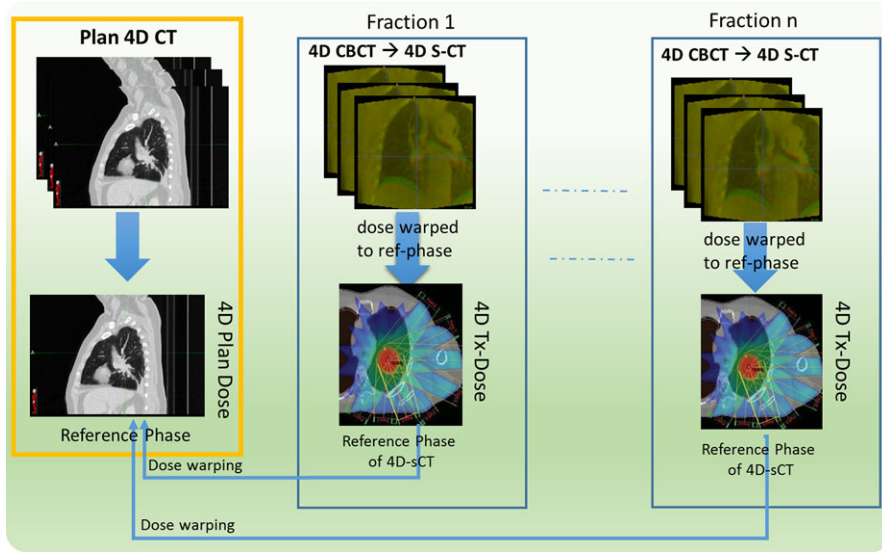 Plan 4D CT
4D Plan Dose
Reference Phase
Fraction 1
4D CBCT → 4D S-CT
dose warped
to ref-phase
4D Tx-Dose
Reference Phase
of 4D-sCT
Fraction n
4D CBCT → 4D S-CT
dose warped
to ref-phase
4D Tx-Dose
Reference Phase
of 4D-sCT
Dose warping
Dose warping